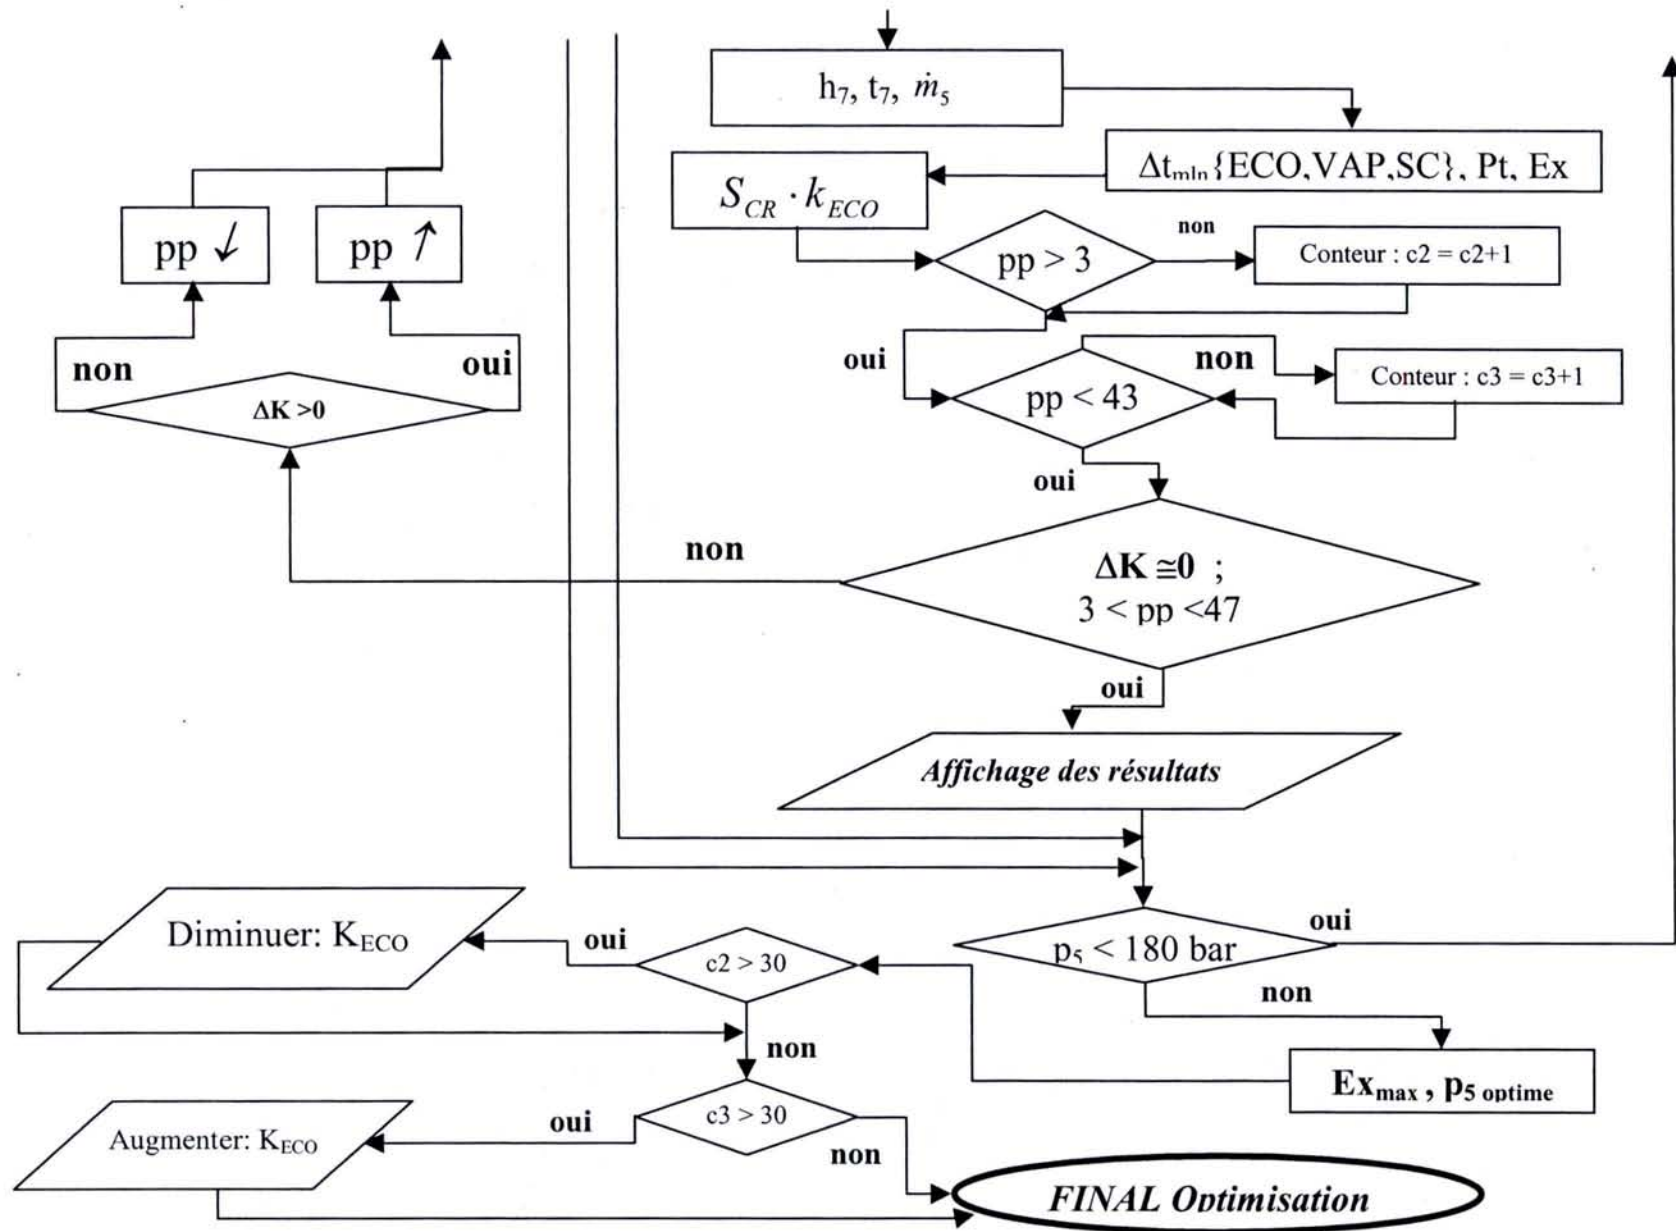 h₇, t₇, ṁ₅
Δtₘₗₙ{ECO,VAP,SC}, Pt, Ex
S_CR · k_ECO
pp > 3
non
Conteur : c2 = c2+1
pp ↓
pp ↑
non
oui
ΔK >0
oui
pp < 43
non
Conteur : c3 = c3+1
oui
non
ΔK ≅0 ;
3 < pp <47
oui
Affichage des résultats
Diminuer: K_ECO
oui
c2 > 30
p₅ < 180 bar
oui
non
non
Ex_max , p_5 optime
Augmenter: K_ECO
oui
c3 > 30
non
FINAL Optimisation